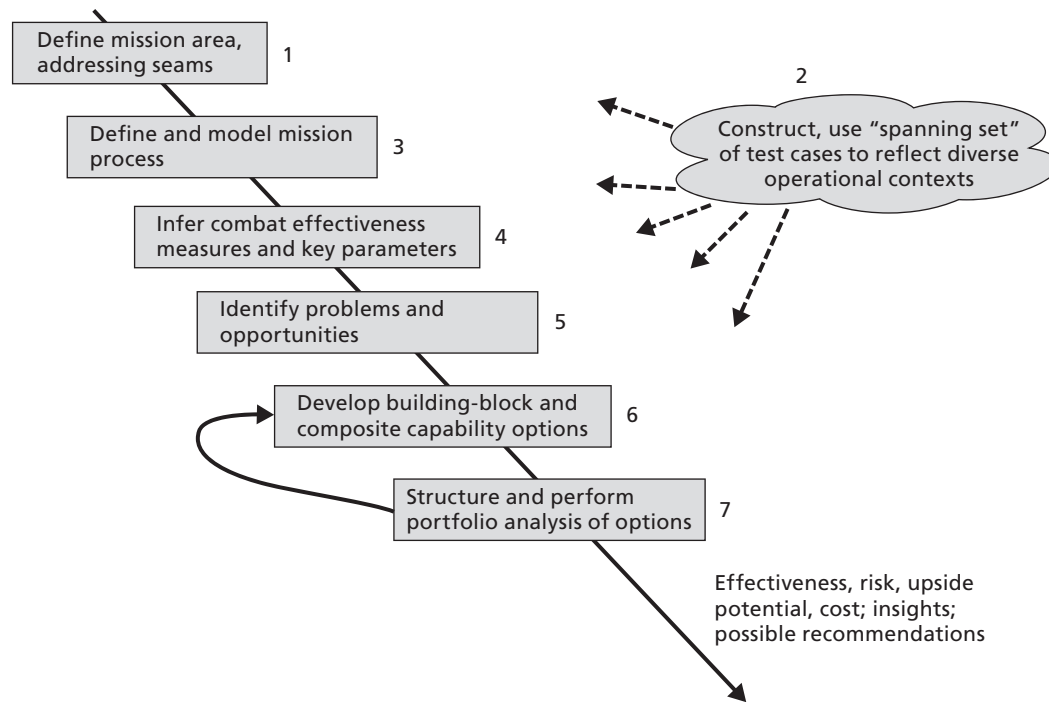 Define mission area,
addressing seams
1
2
Construct, use “spanning set”
of test cases to reflect diverse
operational contexts
Define and model mission
process
3
Infer combat effectiveness
measures and key parameters
4
Identify problems and
opportunities
5
Develop building-block and
composite capability options
6
Structure and perform
portfolio analysis of options
7
Effectiveness, risk, upside
potential, cost; insights;
possible recommendations